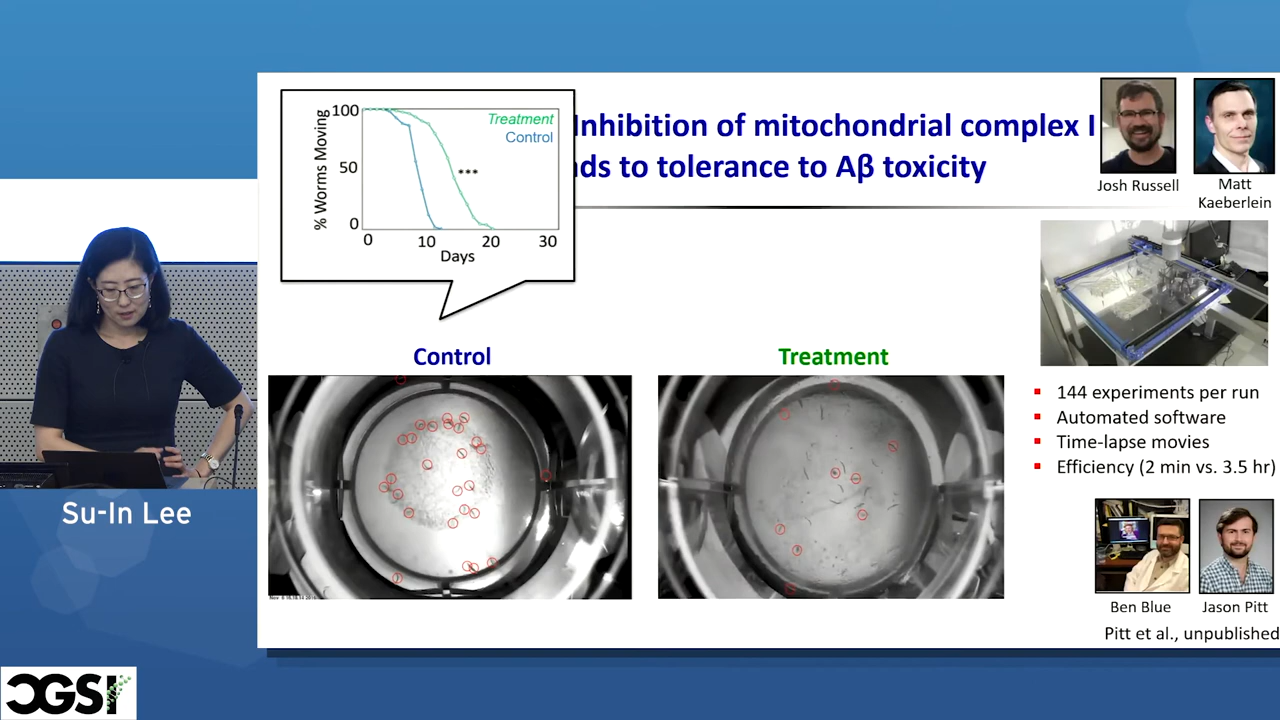 Inhibition of mitochondrial complex I
ds to tolerance to Aβ toxicity
% Worms Moving
100
50
0
Treatment
Control
***
0
10
20
30
Days
Josh Russell
Matt
Kaeberlein
Control
Treatment
144 experiments per run
Automated software
Time-lapse movies
Efficiency (2 min vs. 3.5 hr)
Ben Blue
Jason Pitt
Pitt et al., unpublished
Su-In Lee
CGSI